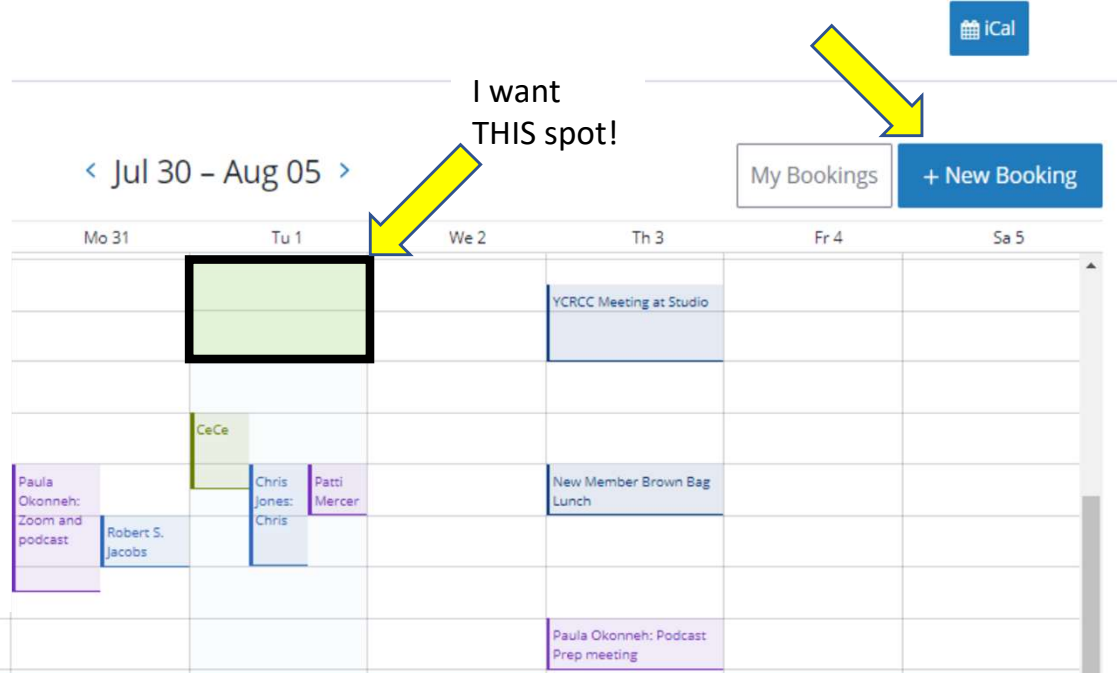 iCal
I want
THIS spot!
< Jul 30 – Aug 05 >
My Bookings
+ New Booking
Mo 31 Tu 1 We 2 Th 3 Fr 4 Sa 5
YCRCC Meeting at Studio
CeCe
Paula
Okonneh:
Zoom and
podcast
Robert S.
Jacobs
Chris
Jones:
Chris
Patti
Mercer
New Member Brown Bag
Lunch
Paula Okonneh: Podcast
Prep meeting